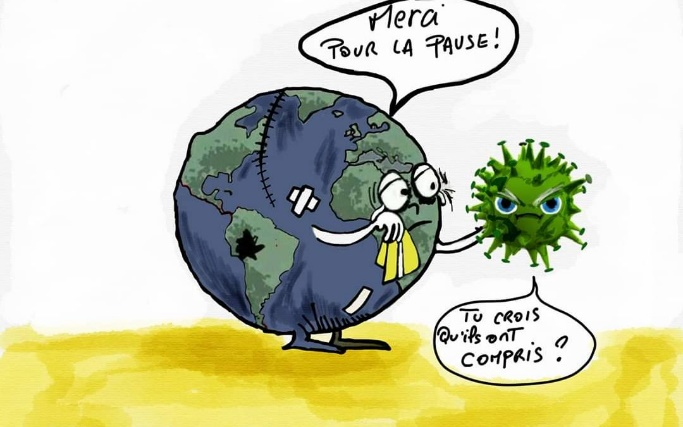 Merci
POUR LA PAUSE !
TU CROIS
Qu'ils ONT
COMPRIS ?